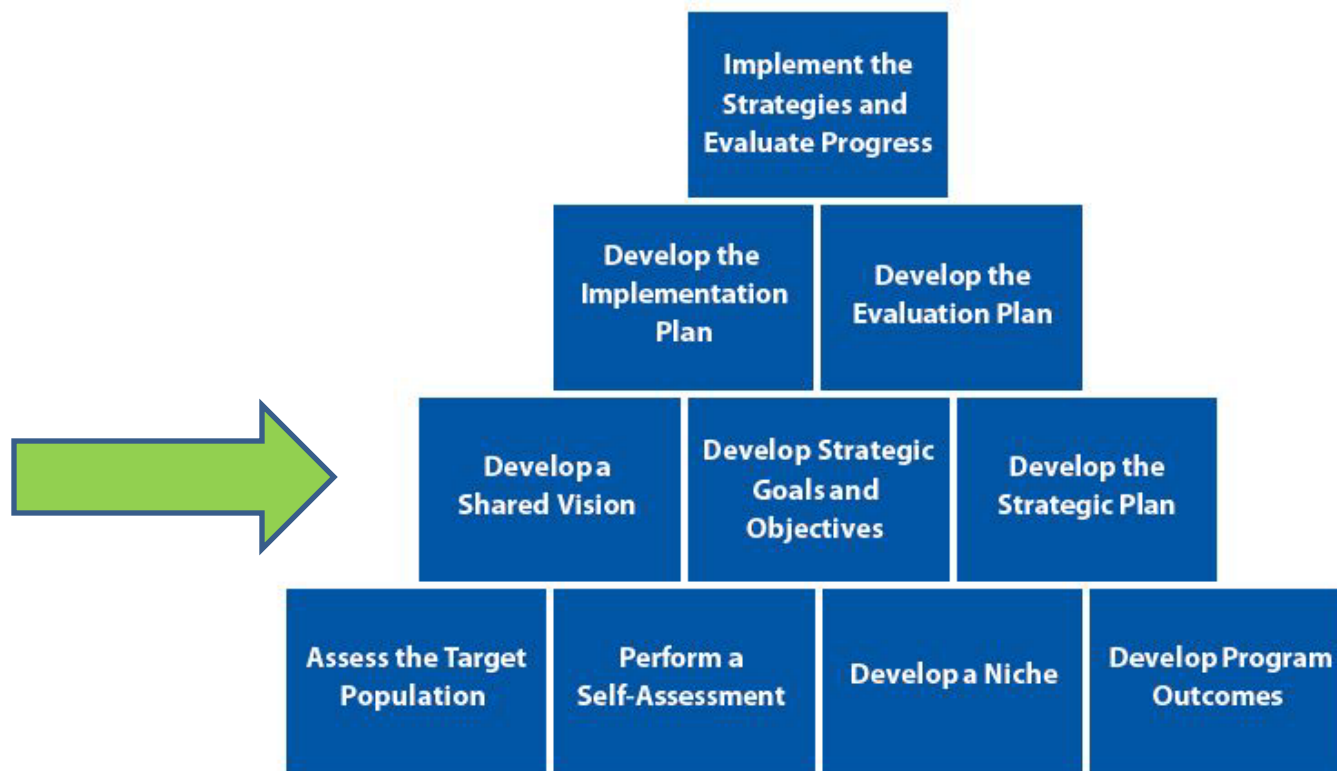 Implement the
Strategies and
Evaluate Progress
Develop the
Implementation
Plan
Develop the
Evaluation Plan
Develop a
Shared Vision
Develop Strategic
Goals and
Objectives
Develop the
Strategic Plan
Assess the Target
Population
Perform a
Self-Assessment
Develop a Niche
Develop Program
Outcomes